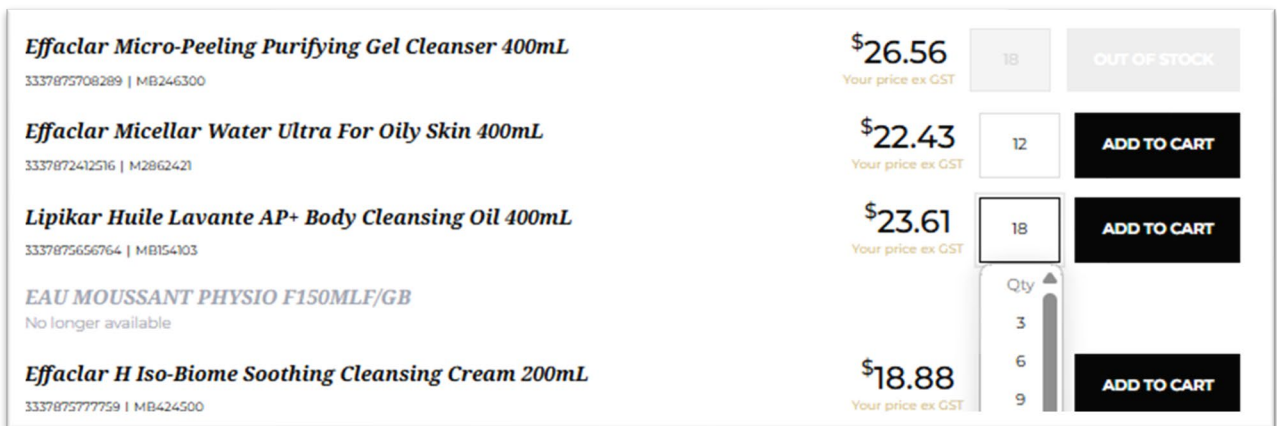 Effaclar Micro-Peeling Purifying Gel Cleanser 400mL
$26.56
18
OUT OF STOCK
3337875708289 | MB246300
Your price ex GST
Effaclar Micellar Water Ultra For Oily Skin 400mL
$22.43
12
ADD TO CART
3337872412516 | M2862421
Your price ex GST
Lipikar Huile Lavante AP+ Body Cleansing Oil 400mL
$23.61
18
ADD TO CART
3337875656764 | MB154103
Your price ex GST
Qty
EAU MOUSSANT PHYSIO F150MLF/GB
No longer available
3
6
Effaclar H Iso-Biome Soothing Cleansing Cream 200mL
$18.88
ADD TO CART
9
3337875777759 | MB424500
Your price ex GST